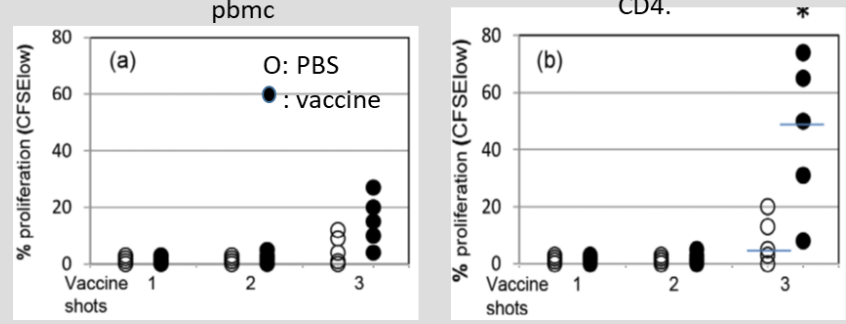 pbmc
80
60
40
20
0
% proliferation (CFSElow)
(a)
O: PBS
: vaccine
Vaccine 1 2 3
shots
CD4.
*
80
60
40
20
0
% proliferation (CFSElow)
(b)
Vaccine 1 2 3
shots